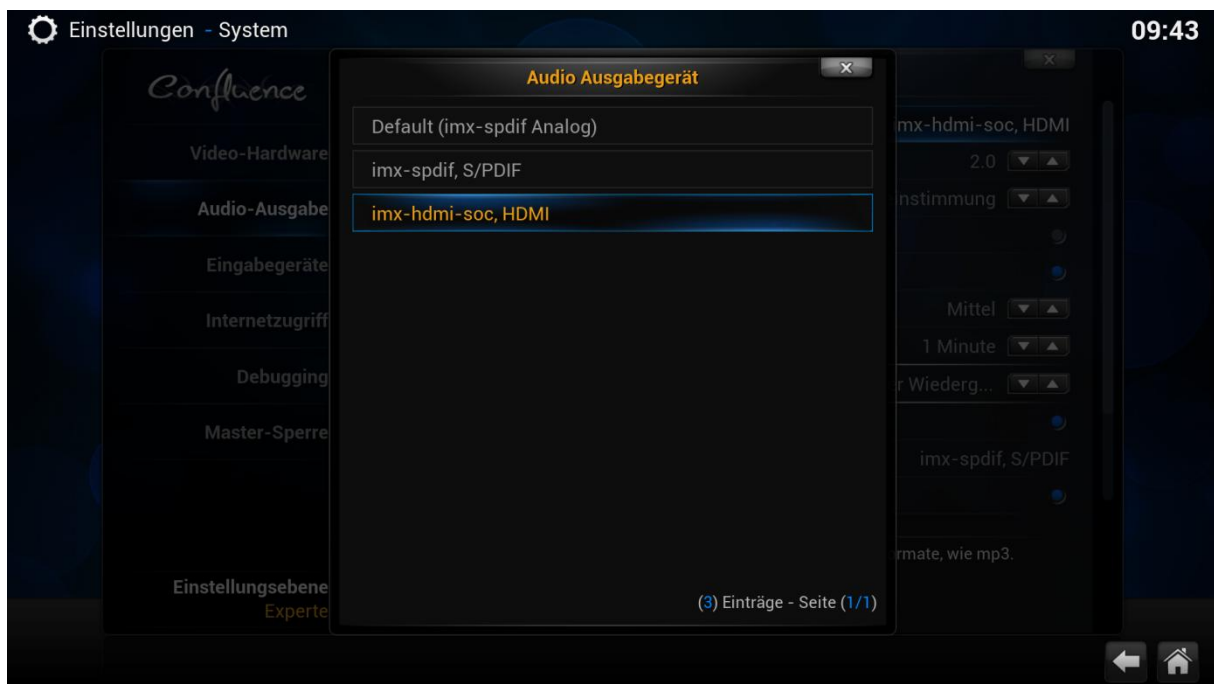 Einstellungen - System
09:43
Confluence
Video-Hardware
Audio-Ausgabe
Eingabegeräte
Internetzugriff
Debugging
Master-Sperre
Einstellungsebene
Experte
Audio Ausgabegerät
Default (imx-spdif Analog)
imx-spdif, S/PDIF
imx-hdmi-soc, HDMI
(3) Einträge - Seite (1/1)
imx-hdmi-soc, HDMI
2.0
nstimmung
Mittel
1 Minute
r Wiederg...
imx-spdif, S/PDIF
rmate, wie mp3.